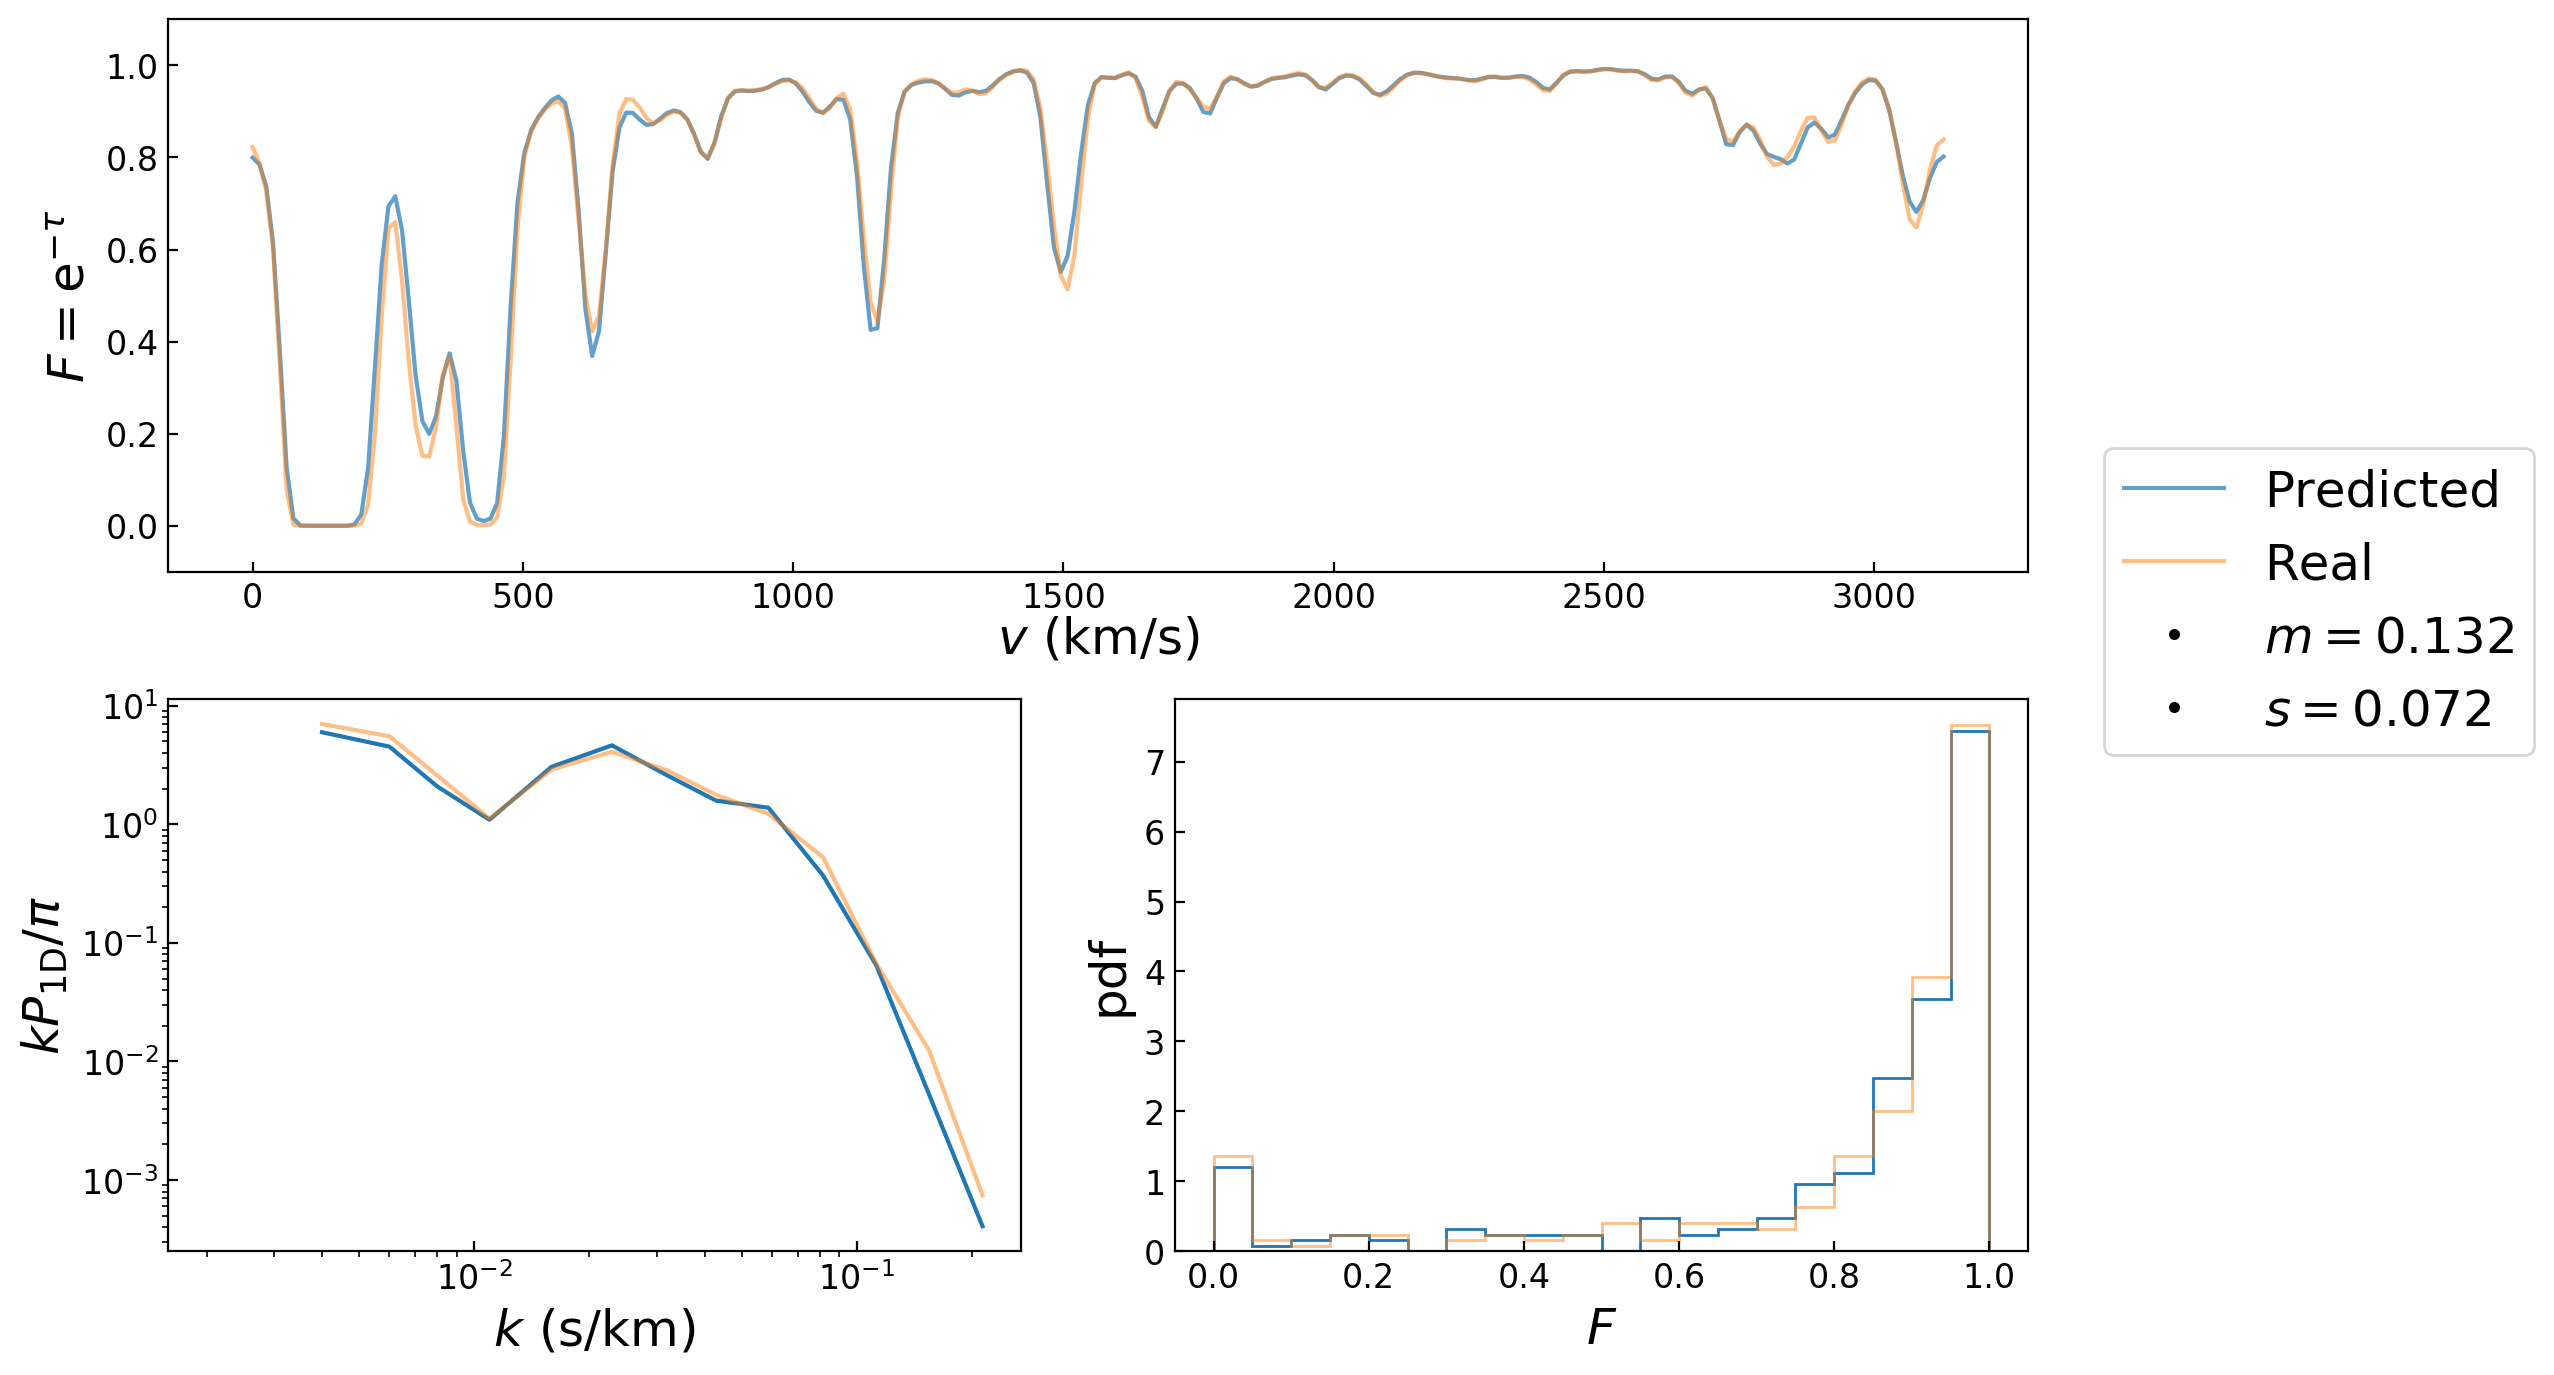 F = e^{-τ}
1.0
0.8
0.6
0.4
0.2
0.0
0 500 1000 1500 2000 2500 3000
v (km/s)
Predicted
Real
m = 0.132
s = 0.072
kP_{1D}/π
10^1
10^0
10^{-1}
10^{-2}
10^{-3}
10^{-2} 10^{-1}
k (s/km)
pdf
7
6
5
4
3
2
1
0
0.0 0.2 0.4 0.6 0.8 1.0
F